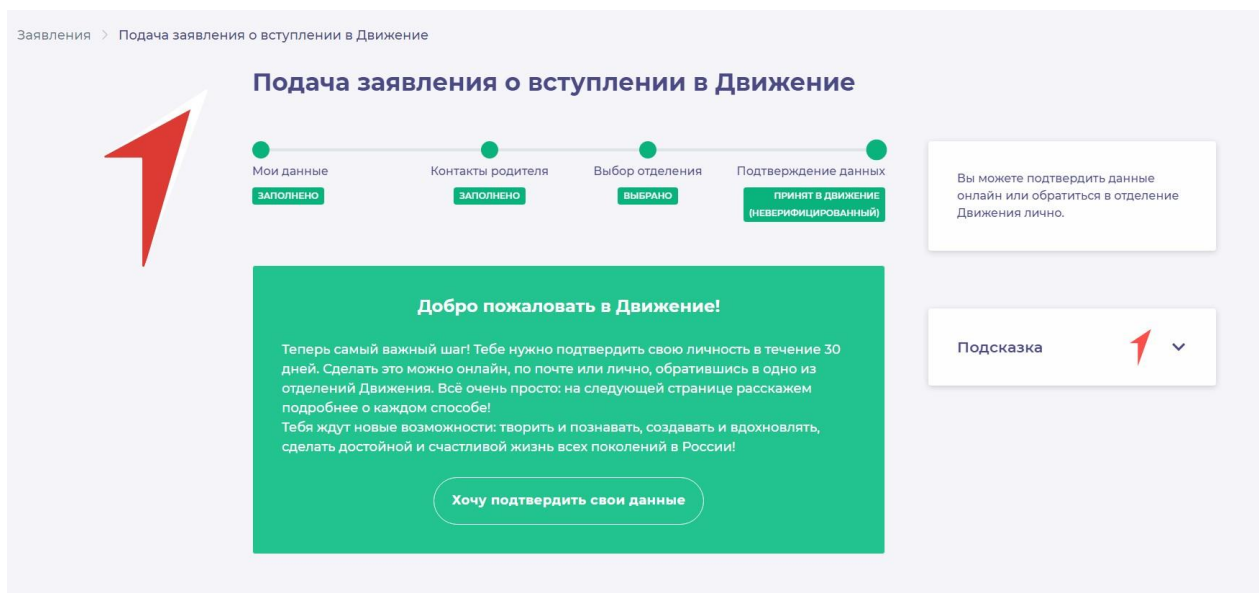 Заявления > Подача заявления о вступлении в Движение
Подача заявления о вступлении в Движение
Мои данные
ЗАПОЛНЕНО
Контакты родителя
ЗАПОЛНЕНО
Выбор отделения
ВЫБРАНО
Подтверждение данных
ПРИНЯТ В ДВИЖЕНИЕ
(НЕВЕРИФИЦИРОВАННЫЙ)
Вы можете подтвердить данные
онлайн или обратиться в отделение
Движения лично.
Добро пожаловать в Движение!
Теперь самый важный шаг! Тебе нужно подтвердить свою личность в течение 30
дней. Сделать это можно онлайн, по почте или лично, обратившись в одно из
отделений Движения. Всё очень просто: на следующей странице расскажем
подробнее о каждом способе!
Тебя ждут новые возможности: творить и познавать, создавать и вдохновлять,
сделать достойной и счастливой жизнь всех поколений в России!
Хочу подтвердить свои данные
Подсказка